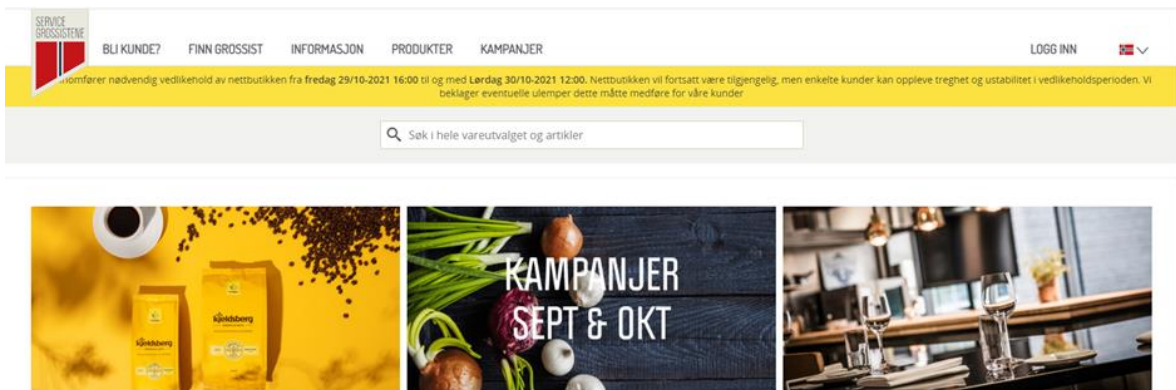 SERVICE
GROSSISTENE
BLI KUNDE? FINN GROSSIST INFORMASJON PRODUKTER KAMPANJER LOGG INN
nomfører nødvendig vedlikehold av nettbutikken fra fredag 29/10-2021 16:00 til og med Lørdag 30/10-2021 12:00. Nettbutikken vil fortsatt være tilgjengelig, men enkelte kunder kan oppleve treghet og ustabilitet i vedlikeholdsperioden. Vi
beklager eventuelle ulemper dette måtte medføre for våre kunder
Søk i hele vareutvalget og artikler
kjeldsberg
kjeldsberg
KAMPANJER
SEPT & OKT